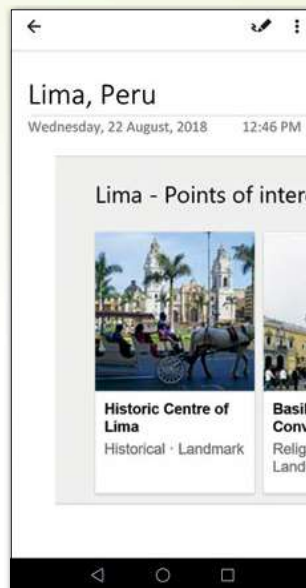 Lima, Peru
Wednesday, 22 August, 2018 12:46 PM
Lima - Points of inter
Historic Centre of
Lima
Historical · Landmark
Basil
Conv
Relig
Land